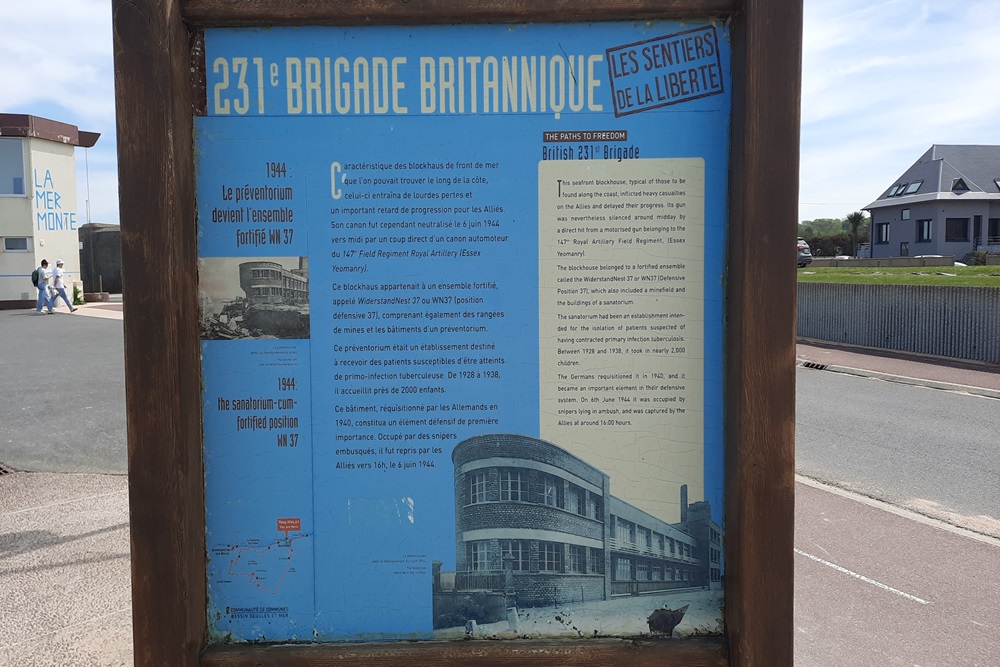 LA
MER
MONTE
231e BRIGADE BRITANNIQUE
LES SENTIERS
DE LA LIBERTE
1944 :
Le préventorium
devient l'ensemble
fortifié WN 37
1944:
the sanatorium-cum-
fortified position
WN 37
COMMUNAUTÉ DE COMMUNES
BESSIN SEULLES ET MER
Caractéristique des blockhaus de front de mer
que l'on pouvait trouver le long de la côte,
celui-ci entraîna de lourdes pertes et
un important retard de progression pour les Alliés.
Son canon fut cependant neutralisé le 6 juin 1944
vers midi par un coup direct d'un canon automoteur
du 147e Field Regiment Royal Artillery (Essex
Yeomanry).
Ce blockhaus appartenait à un ensemble fortifié,
appelé WiderstandNest 37 ou WN37 (position
défensive 37), comprenant également des rangées
de mines et les bâtiments d'un préventorium.
Ce préventorium était un établissement destiné
à recevoir des patients susceptibles d'être atteints
de primo-infection tuberculeuse. De 1928 à 1938,
il accueillit près de 2000 enfants.
Ce bâtiment, réquisitionné par les Allemands en
1940, constitua un élément défensif de première
importance. Occupé par des snipers
embusqués, il fut repris par les
Alliés vers 16h, le 6 juin 1944.
THE PATHS TO FREEDOM
British 231st Brigade
This seafront blockhouse, typical of those to be
found along the coast, inflicted heavy casualties
on the Allies and delayed their progress. Its gun
was nevertheless silenced around midday by
a direct hit from a motorised gun belonging to the
147th Royal Artillery Field Regiment, (Essex
Yeomanry).
The blockhouse belonged to a fortified ensemble
called the WiderstandNest 37 or WN37 (Defensive
Position 37), which also included a minefield and
the buildings of a sanatorium.
The sanatorium had been an establishment inten-
ded for the isolation of patients suspected of
having contracted primary infection tuberculosis.
Between 1928 and 1938, it took in nearly 2,000
children.
The Germans requisitioned it in 1940, and it
became an important element in their defensive
system. On 6th June 1944 it was occupied by
snipers lying in ambush, and was captured by the
Allies at around 16:00 hours.